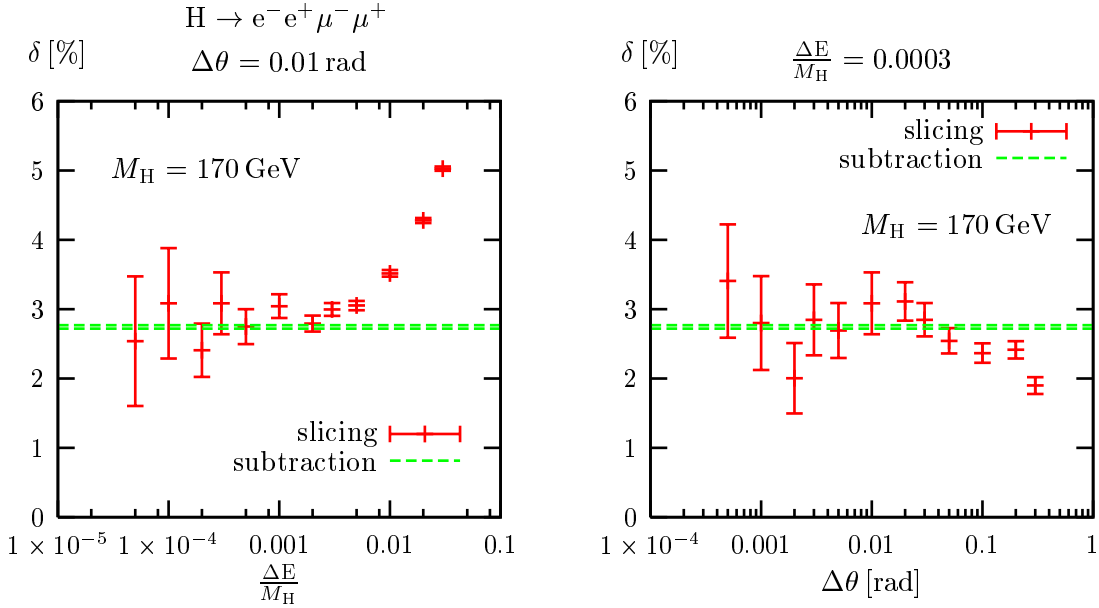 H → e⁻e⁺μ⁻μ⁺
δ [%]
Δθ = 0.01 rad
6
5
4
3
2
1
0
M_H = 170 GeV
slicing
subtraction
1 × 10⁻⁵
1 × 10⁻⁴
0.001
0.01
0.1
ΔE/M_H
δ [%]
ΔE/M_H = 0.0003
6
5
4
3
2
1
0
slicing
subtraction
M_H = 170 GeV
1 × 10⁻⁴
0.001
0.01
0.1
1
Δθ [rad]